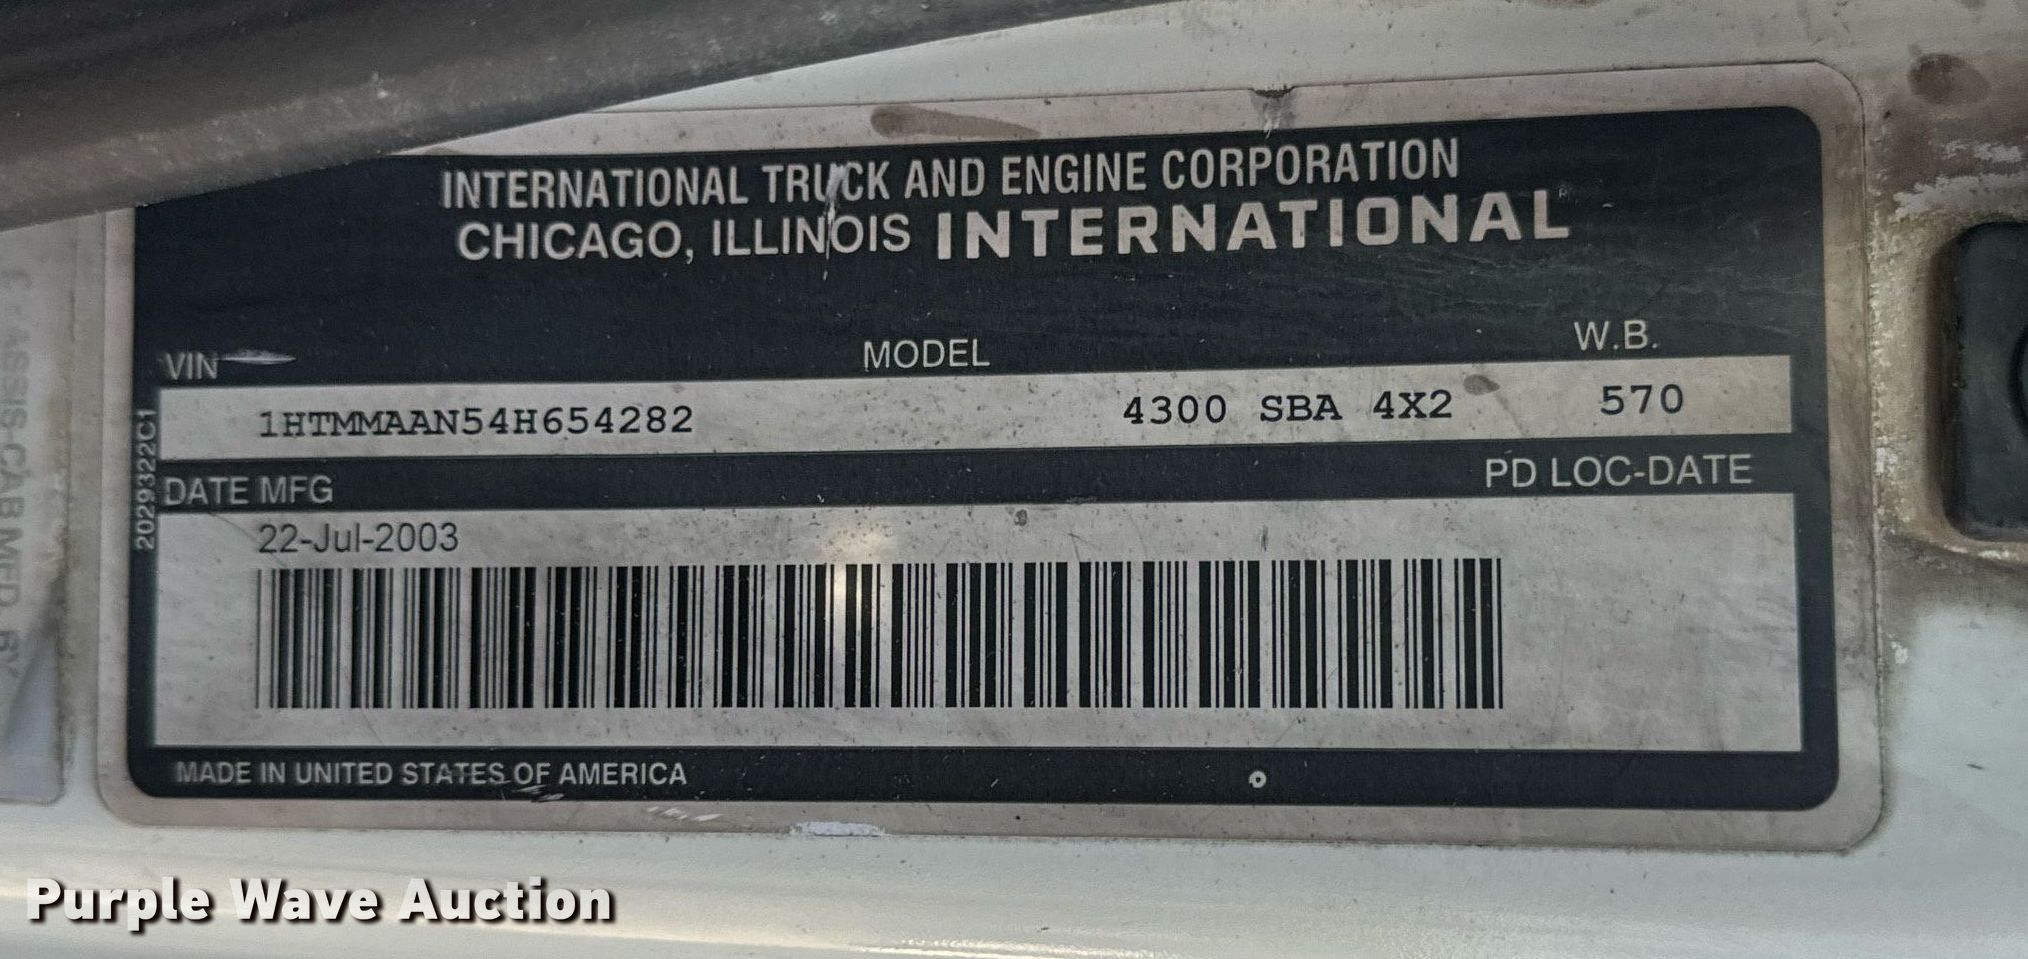 INTERNATIONAL TRUCK AND ENGINE CORPORATION
CHICAGO, ILLINOIS INTERNATIONAL
VIN MODEL W.B.
1HTMMAAN54H654282 4300 SBA 4X2 570
DATE MFG PD LOC-DATE
22-Jul-2003
2029322C1
MADE IN UNITED STATES OF AMERICA
Purple Wave Auction